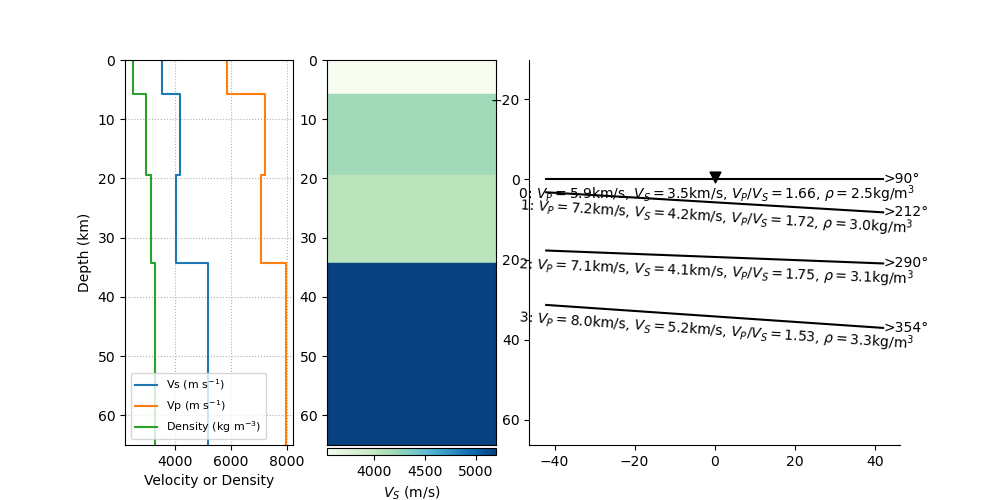 0
10
20
30
40
50
60
Depth (km)
Vs (m s⁻¹)
Vp (m s⁻¹)
Density (kg m⁻³)
4000 6000 8000
Velocity or Density
0
10
20
30
40
50
60
4000 4500 5000
V_S (m/s)
−20
0
20
40
60
>90°
0: V_P = 5.9km/s, V_S = 3.5km/s, V_P/V_S = 1.66, ρ = 2.5kg/m³
>212°
1: V_P = 7.2km/s, V_S = 4.2km/s, V_P/V_S = 1.72, ρ = 3.0kg/m³
>290°
2: V_P = 7.1km/s, V_S = 4.1km/s, V_P/V_S = 1.75, ρ = 3.1kg/m³
>354°
3: V_P = 8.0km/s, V_S = 5.2km/s, V_P/V_S = 1.53, ρ = 3.3kg/m³
−40 −20 0 20 40